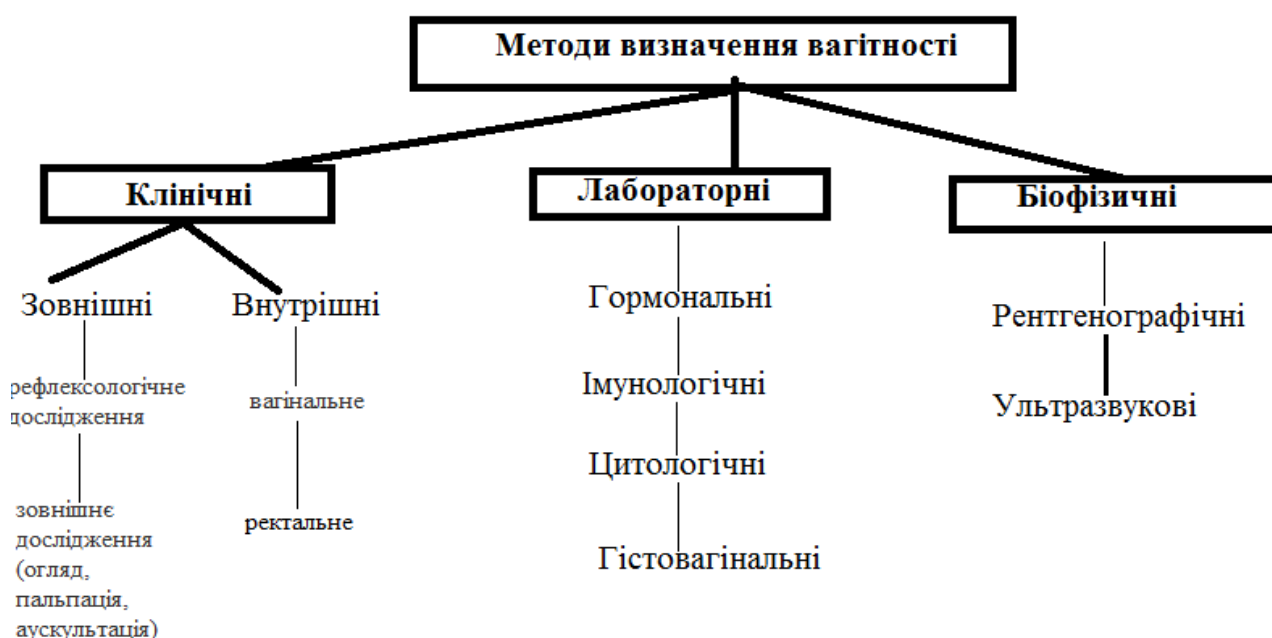 Методи визначення вагітності
Клінічні
Лабораторні
Біофізичні
Зовнішні
Внутрішні
Гормональні
Рентгенографічні
рефлексологічне
дослідження
вагінальне
Імунологічні
Ультразвукові
Цитологічні
зовнішнє
дослідження
(огляд,
пальпація,
аускультація)
ректальне
Гістовагінальні